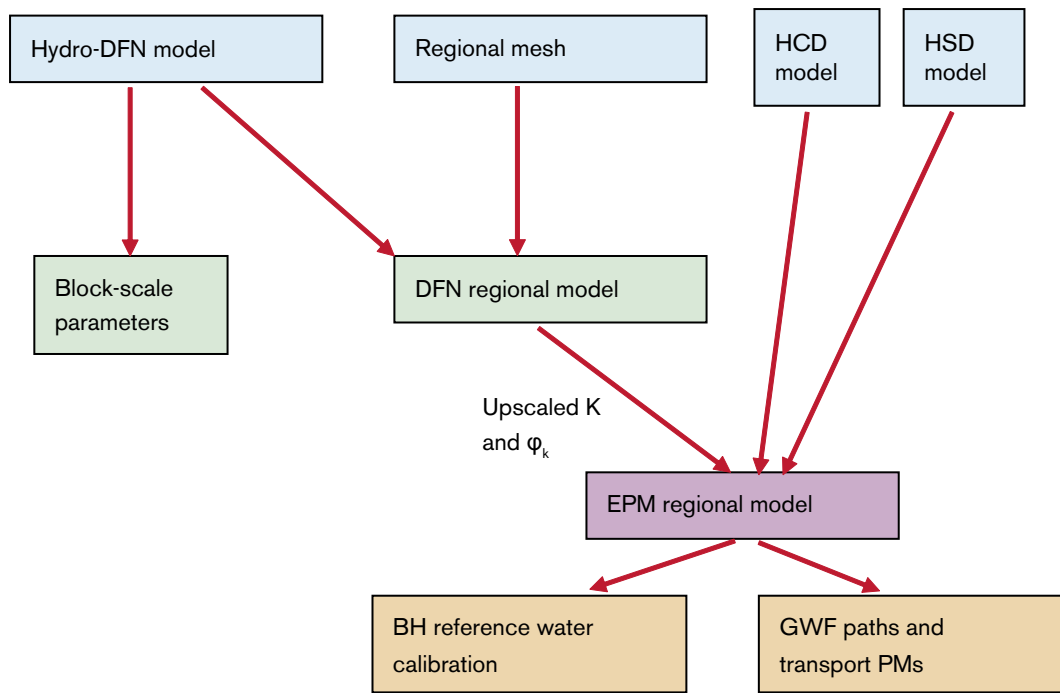 Hydro-DFN model
Regional mesh
HCD
model
HSD
model
Block-scale
parameters
DFN regional model
Upscaled K
and φₖ
EPM regional model
BH reference water
calibration
GWF paths and
transport PMs